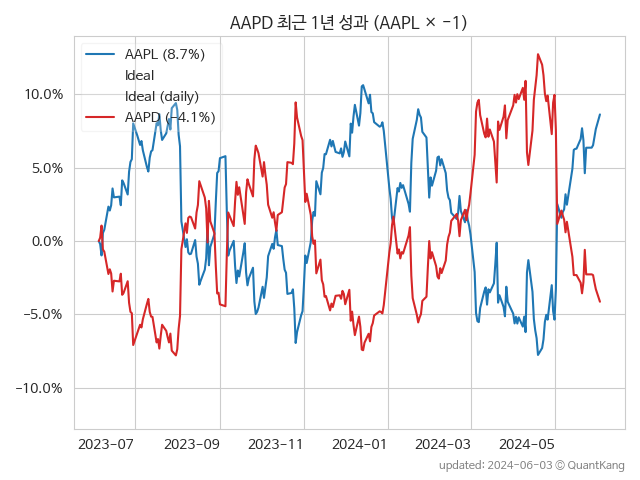 AAPD 최근 1년 성과 (AAPL × −1)
AAPL (8.7%)
Ideal
Ideal (daily)
AAPD (−4.1%)
10.0%
5.0%
0.0%
−5.0%
−10.0%
2023-07 2023-09 2023-11 2024-01 2024-03 2024-05
updated: 2024-06-03 © QuantKang